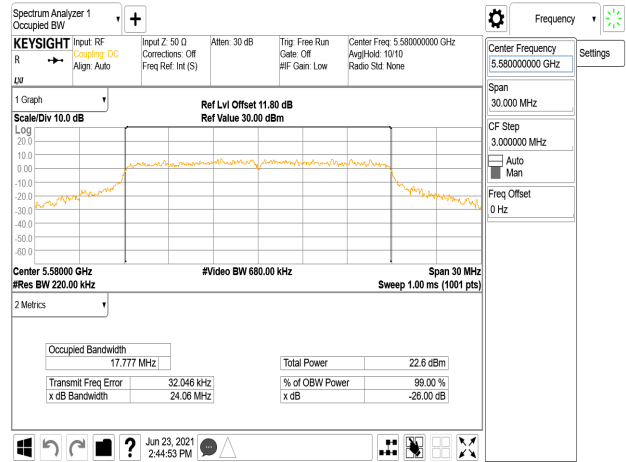 Spectrum Analyzer 1
Occupied BW
Frequency
KEYSIGHT
R
LXI
Input: RF
Coupling: DC
Align: Auto
Input Z: 50 Ω
Corrections: Off
Freq Ref: Int (S)
Atten: 30 dB
Trig: Free Run
Gate: Off
#IF Gain: Low
Center Freq: 5.580000000 GHz
Avg|Hold: 10/10
Radio Std: None
Center Frequency
5.580000000 GHz
Settings
Span
30.000 MHz
CF Step
3.000000 MHz
Auto
Man
Freq Offset
0 Hz
1 Graph
Scale/Div 10.0 dB
Ref Lvl Offset 11.80 dB
Ref Value 30.00 dBm
Log
20.0
10.0
0.00
-10.0
-20.0
-30.0
-40.0
-50.0
-60.0
Center 5.58000 GHz
#Res BW 220.00 kHz
#Video BW 680.00 kHz
Span 30 MHz
Sweep 1.00 ms (1001 pts)
2 Metrics
Occupied Bandwidth
17.777 MHz
Transmit Freq Error 32.046 kHz
x dB Bandwidth 24.06 MHz
Total Power 22.6 dBm
% of OBW Power 99.00 %
x dB -26.00 dB
?
Jun 23, 2021
2:44:53 PM